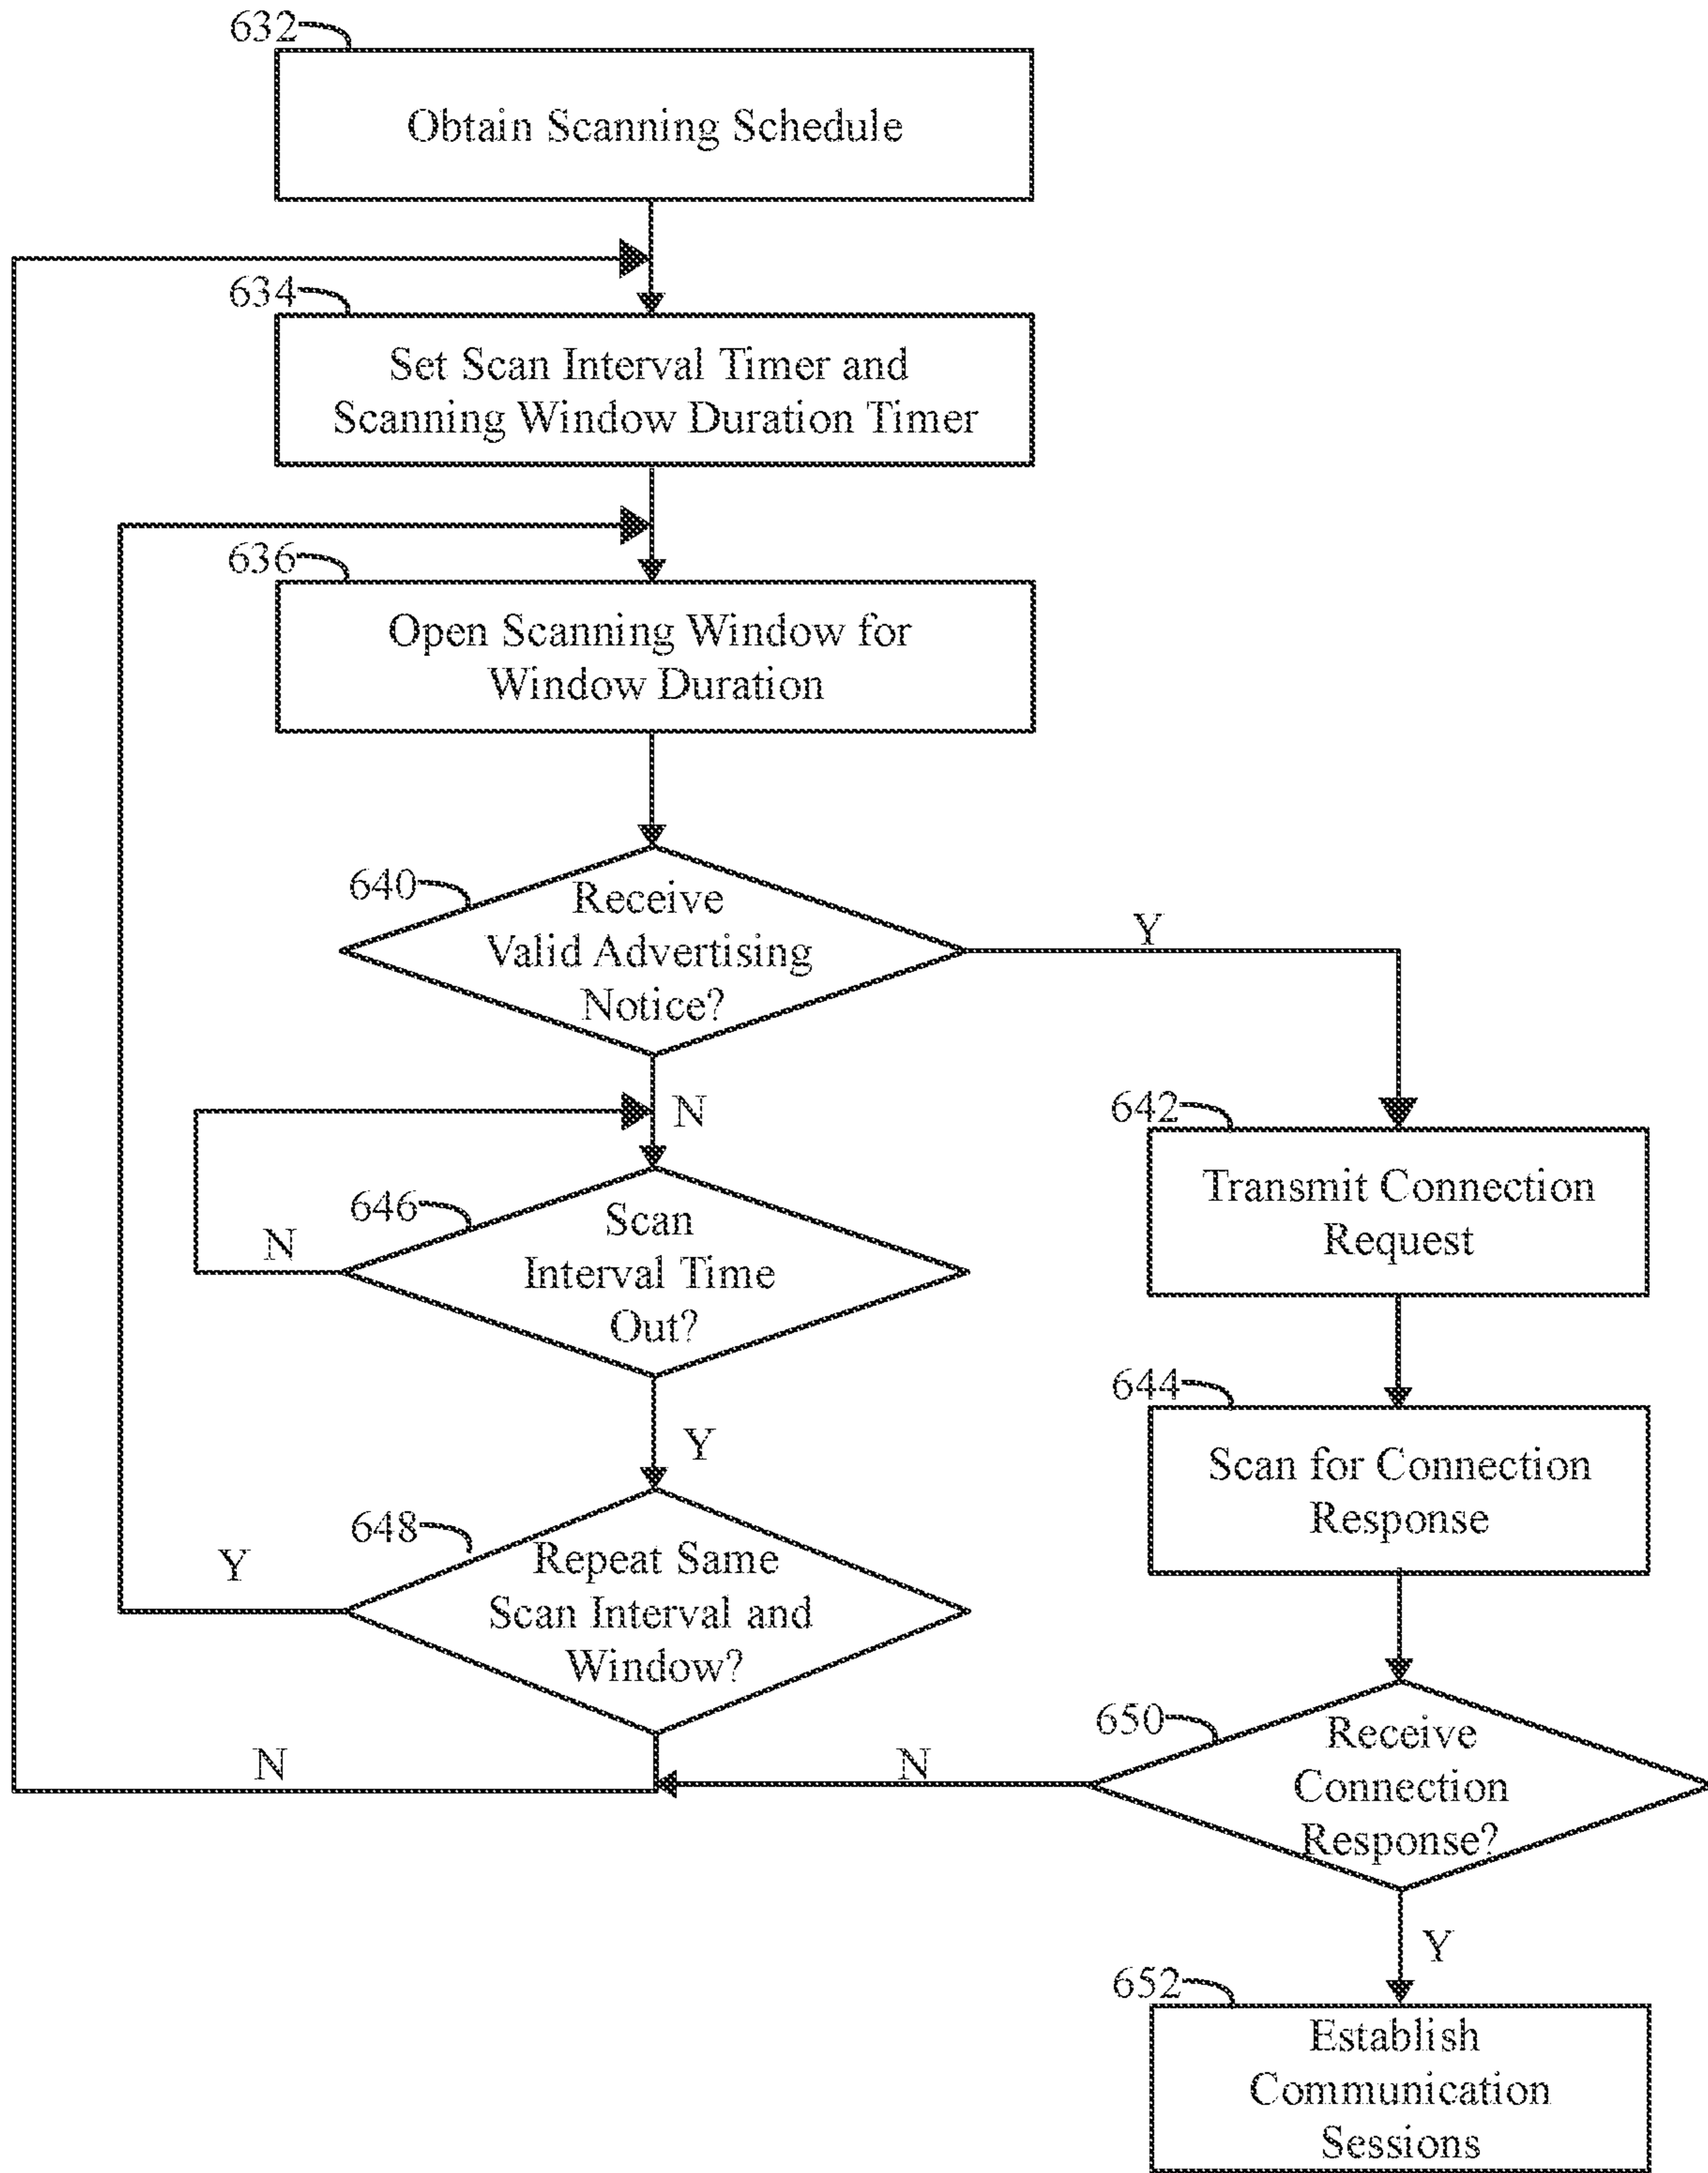 632
Obtain Scanning Schedule
634
Set Scan Interval Timer and
Scanning Window Duration Timer
636
Open Scanning Window for
Window Duration
640
Receive
Valid Advertising
Notice?
Y
N
642
Transmit Connection
Request
646
Scan
Interval Time
Out?
N
Y
644
Scan for Connection
Response
648
Repeat Same
Scan Interval and
Window?
Y
N
650
Receive
Connection
Response?
N
Y
652
Establish
Communication
Sessions